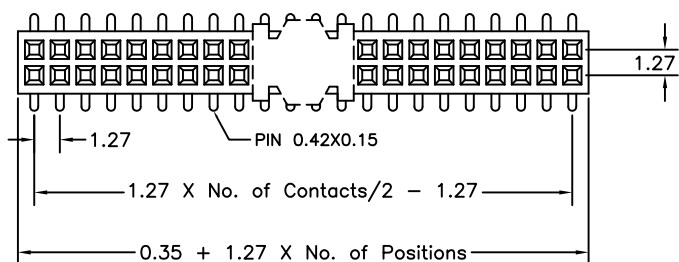 1.27
1.27
PIN 0.42X0.15
1.27 X No. of Contacts/2 - 1.27
0.35 + 1.27 X No. of Positions